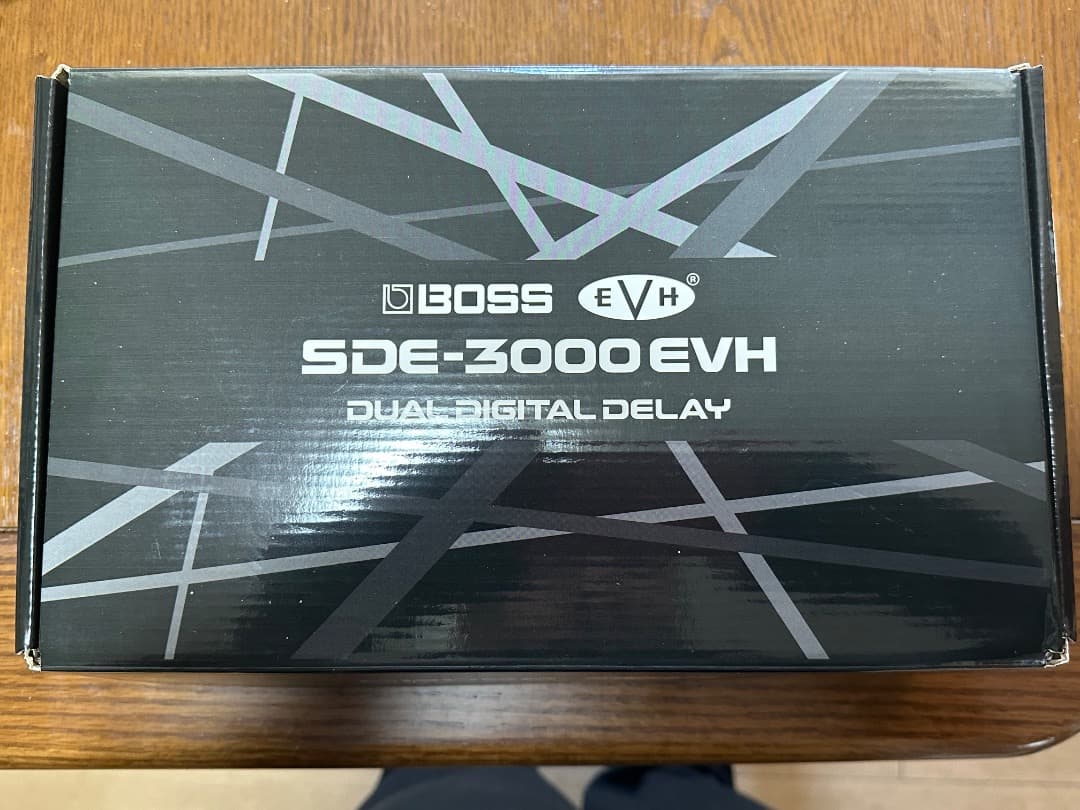 BOSS EVH®
SDE-3000EVH
DUAL DIGITAL DELAY